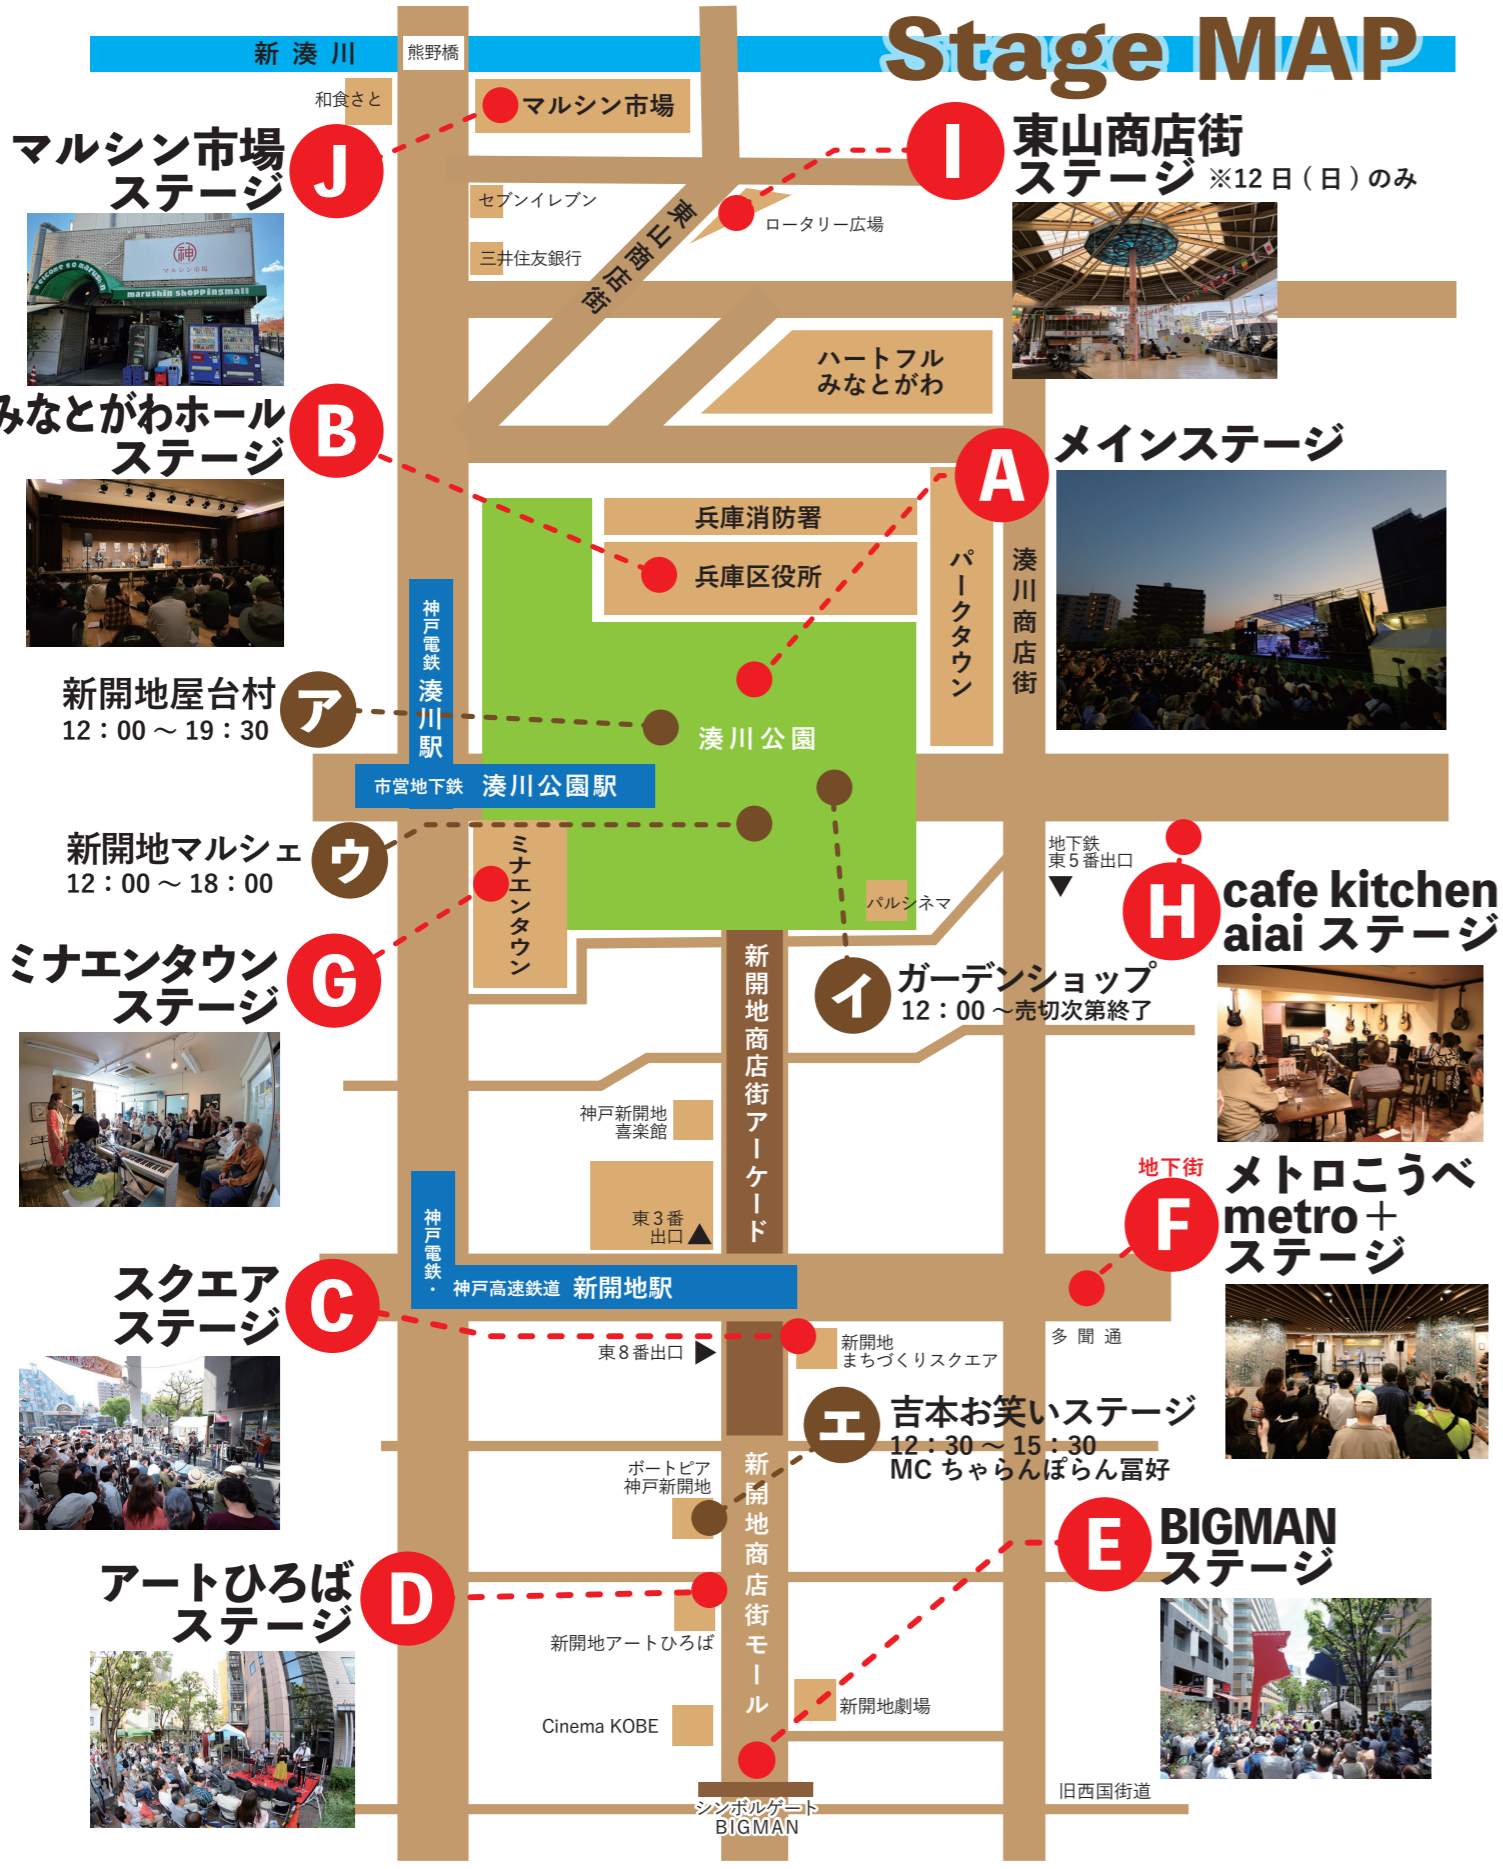 Stage MAP
新湊川
熊野橋
和食さと
マルシン市場
J
マルシン市場
ステージ
I
東山商店街
ステージ ※12日(日)のみ
セブンイレブン
三井住友銀行
東山商店街
ロータリー広場
神
マルシン市場
welcome to marushin
marushin shoppingmall
ハートフル
みなとがわ
B
みなとがわホール
ステージ
A
メインステージ
兵庫消防署
兵庫区役所
パークタウン
湊川商店街
神戸電鉄 湊川駅
ア
新開地屋台村
12：00～19：30
湊川公園
市営地下鉄 湊川公園駅
ウ
新開地マルシェ
12：00～18：00
ミナエンタウン
パルシネマ
地下鉄
東5番出口
▼
H
cafe kitchen
aiai ステージ
G
ミナエンタウン
ステージ
イ
ガーデンショップ
12：00～売切次第終了
新開地商店街アーケード
神戸新開地
喜楽館
東3番
出口▲
地下街
F
メトロこうべ
metro＋
ステージ
神戸電鉄・神戸高速鉄道 新開地駅
C
スクエア
ステージ
東8番出口 ▶
新開地
まちづくりスクエア
多聞通
エ
吉本お笑いステージ
12：30～15：30
MC ちゃらんぽらん冨好
ボートピア
神戸新開地
新開地商店街モール
E
BIGMAN
ステージ
D
アートひろば
ステージ
新開地アートひろば
新開地劇場
Cinema KOBE
旧西国街道
シンボルゲート
BIGMAN